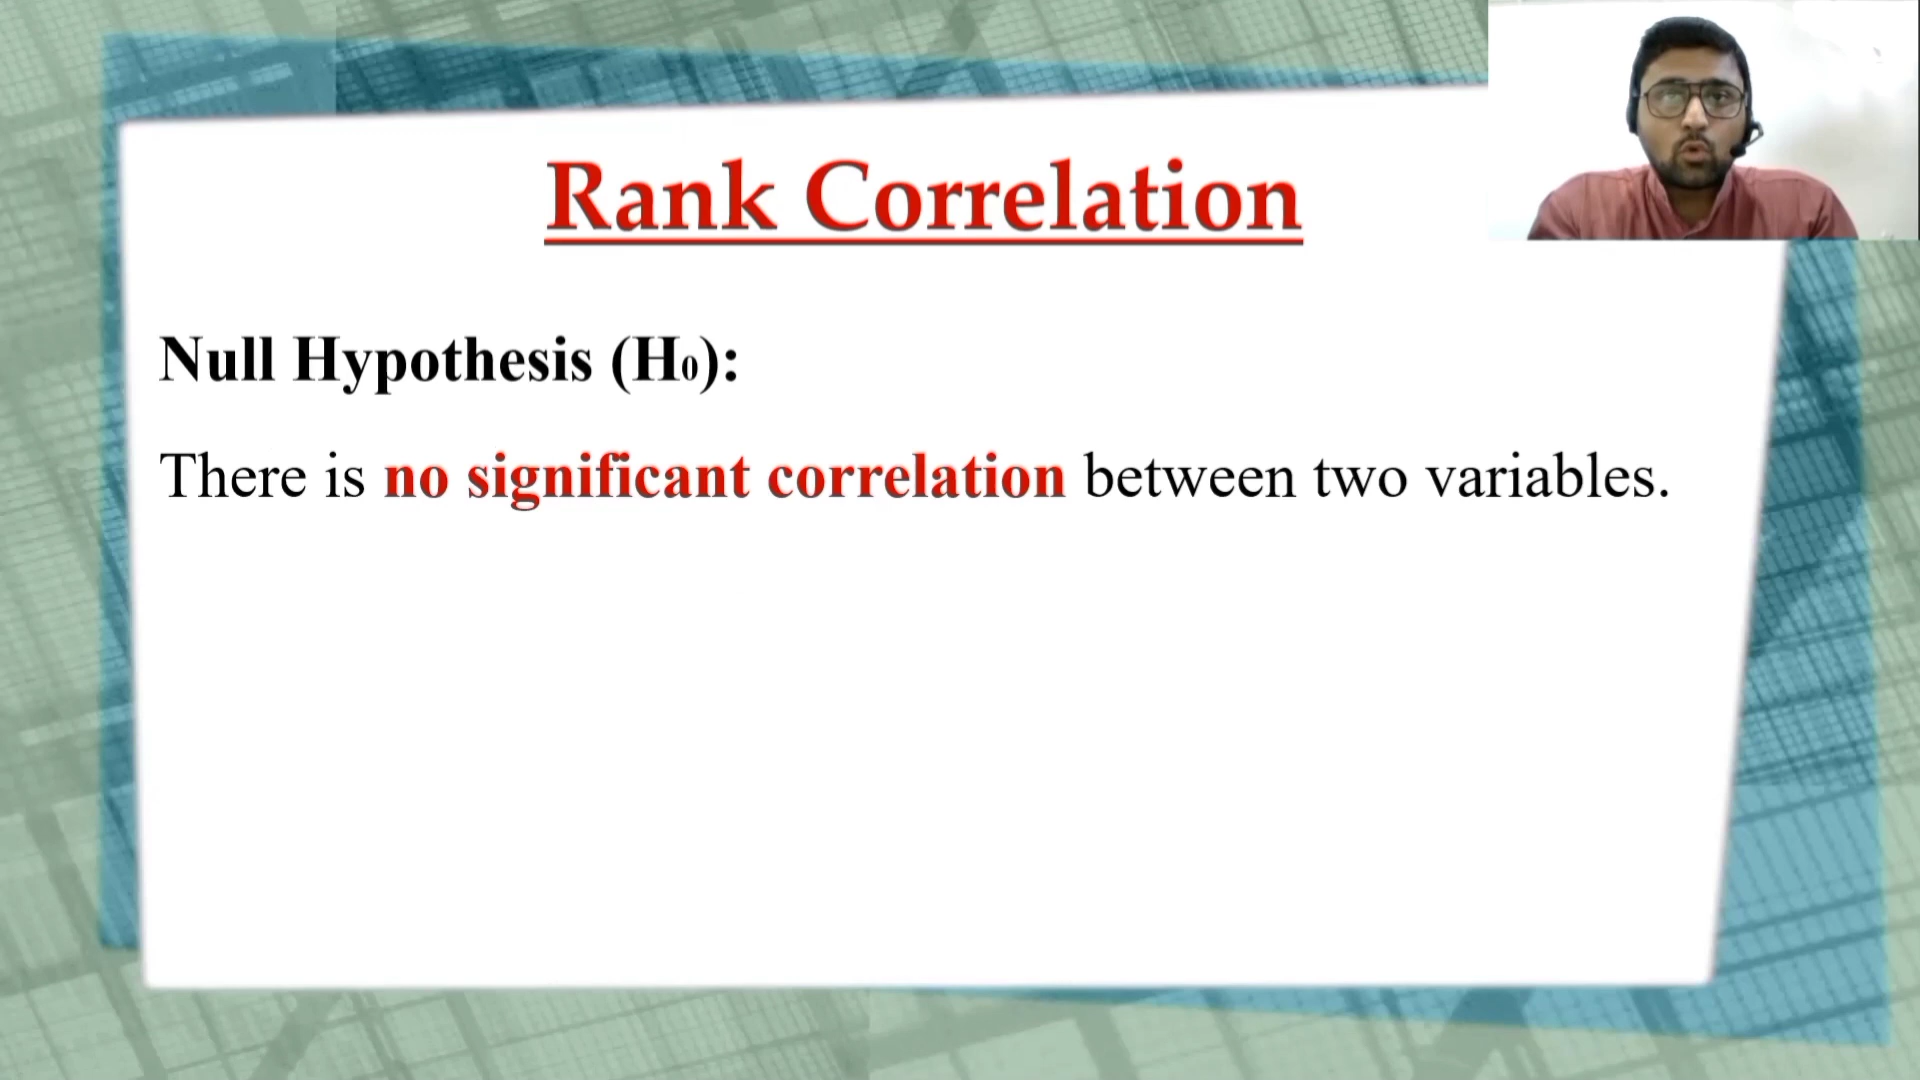 Rank Correlation
Null Hypothesis (H₀):
There is no significant correlation between two variables.